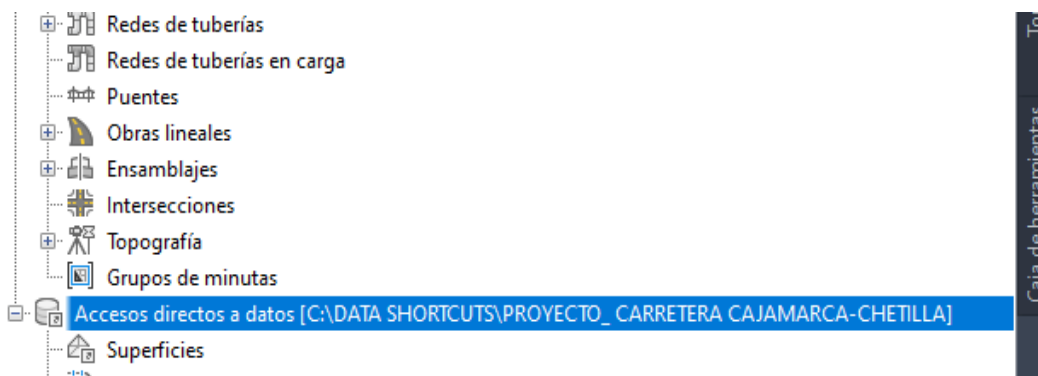 Redes de tuberías
Redes de tuberías en carga
Puentes
Obras lineales
Ensamblajes
Intersecciones
Topografía
Grupos de minutas
Accesos directos a datos [C:\DATA SHORTCUTS\PROYECTO_ CARRETERA CAJAMARCA-CHETILLA]
Superficies
Caja de herramientas